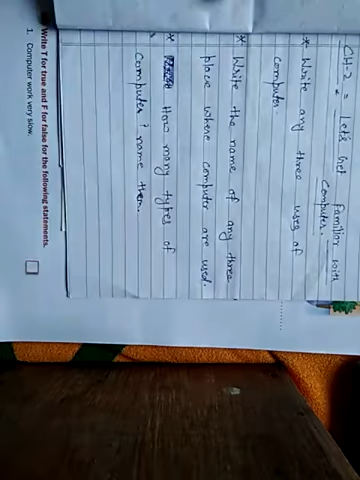 CH-2 = Let's Get familier with
Computer.
* Write any three uses of
computer
* Write the name of any three
place where computer are used.
* How many types of
Computer? name them.
Write T for true and F for false for the following statements.
1. Computer work very slow.